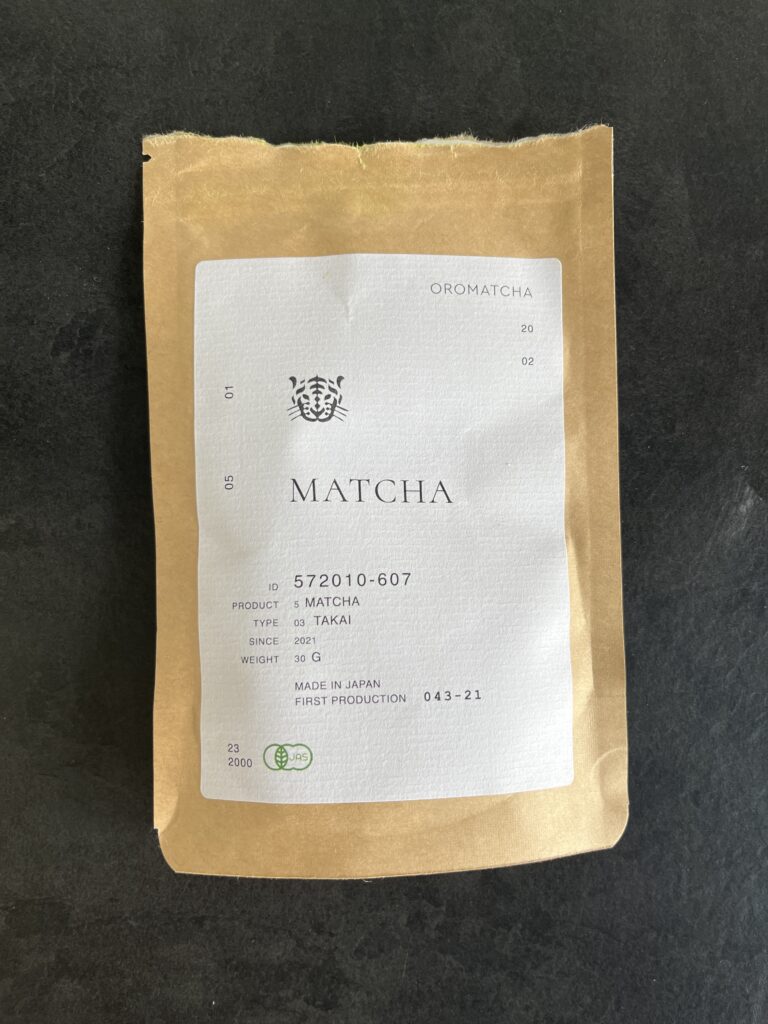 OROMATCHA
20
02
01
05
MATCHA
ID 572010-607
PRODUCT 5 MATCHA
TYPE 03 TAKAI
SINCE 2021
WEIGHT 30 G
MADE IN JAPAN
FIRST PRODUCTION 043-21
23
2000
JAS